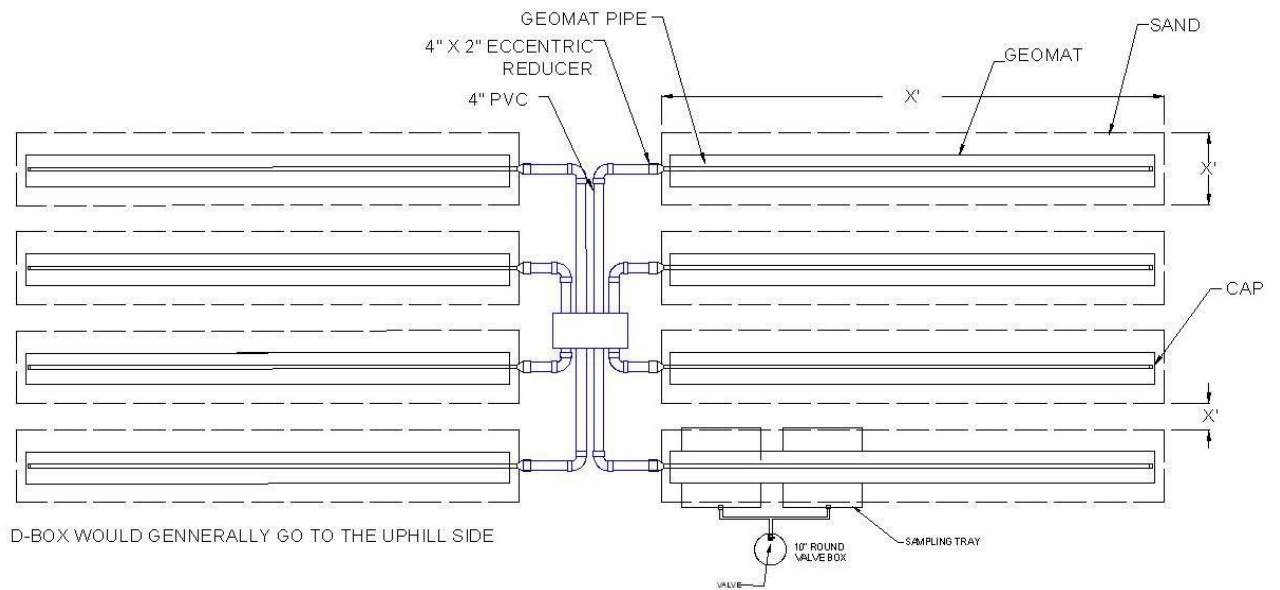 GEOMAT PIPE
SAND
4" X 2" ECCENTRIC
REDUCER
GEOMAT
4" PVC
X'
X'
CAP
X'
D-BOX WOULD GENNERALLY GO TO THE UPHILL SIDE
10" ROUND
VALVE BOX
SAMPLING TRAY
VALVE